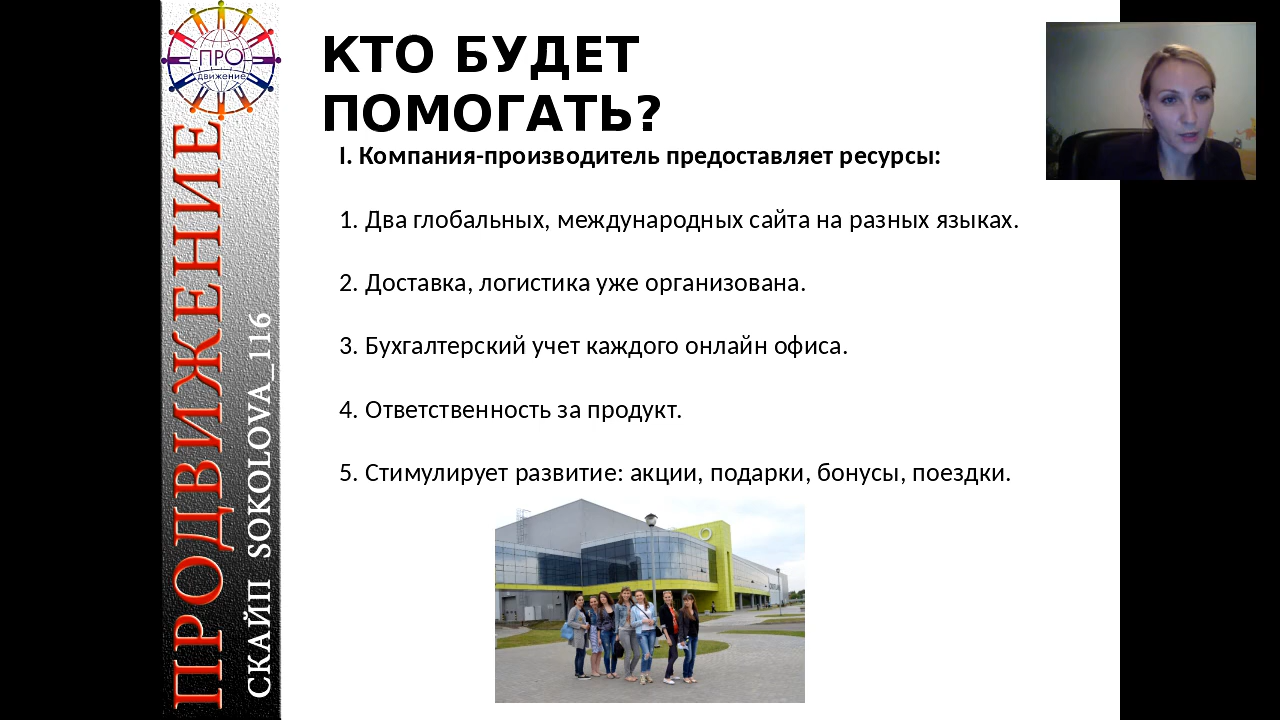 КТО БУДЕТ
ПОМОГАТЬ?
I. Компания-производитель предоставляет ресурсы:
1. Два глобальных, международных сайта на разных языках.
2. Доставка, логистика уже организована.
3. Бухгалтерский учет каждого онлайн офиса.
4. Ответственность за продукт.
5. Стимулирует развитие: акции, подарки, бонусы, поездки.
ПРО
движение
ПРОДВИЖЕНИЕ
СКАЙП SOKOLOVA_116